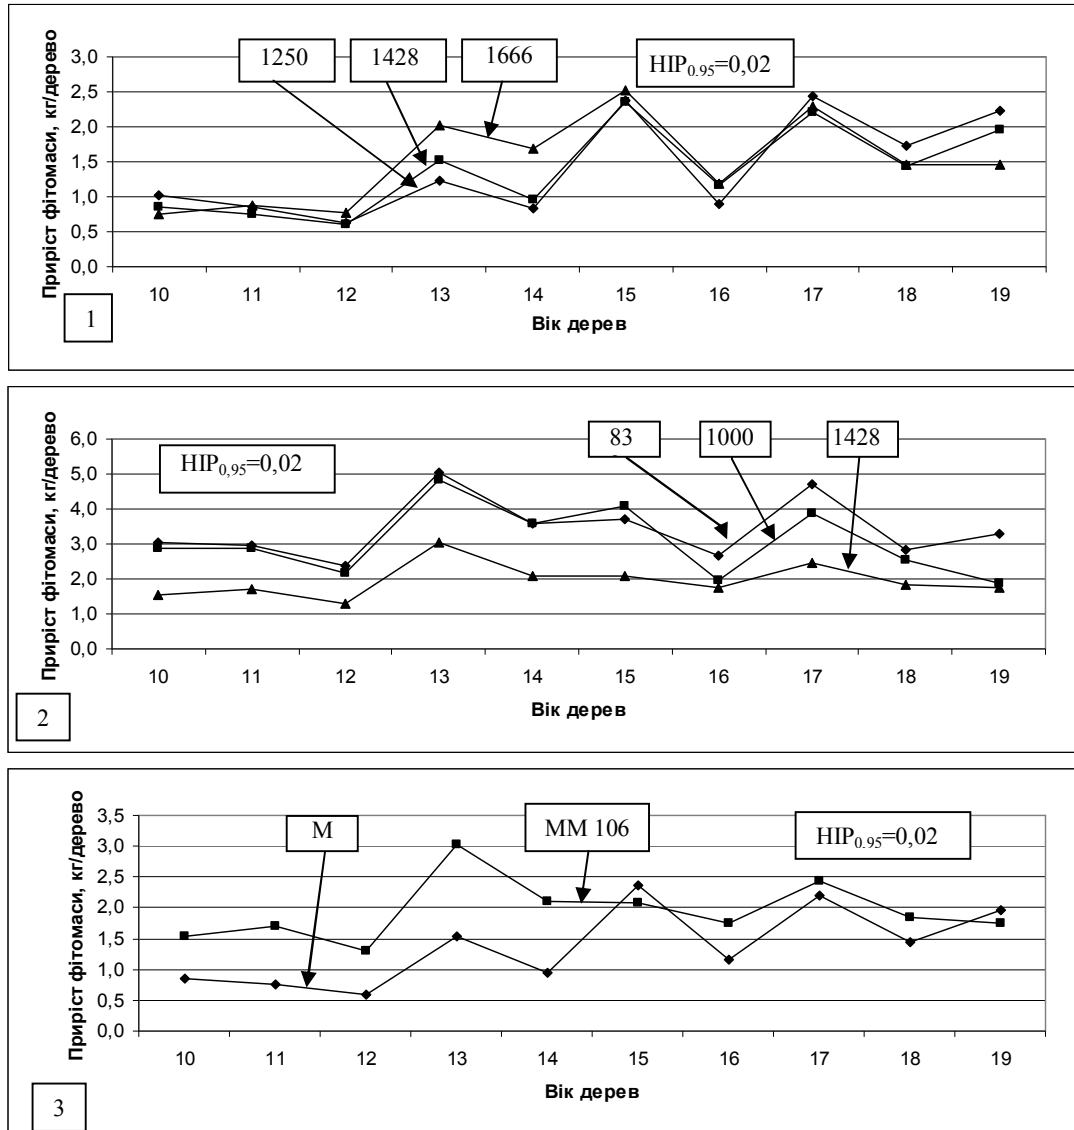 1250 1428 1666 НІР0.95=0,02
Приріст фітомаси, кг/дерево
3,0
2,5
2,0
1,5
1,0
0,5
0,0
10 11 12 13 14 15 16 17 18 19
Вік дерев
1
83 1000 1428
НІР0,95=0,02
Приріст фітомаси, кг/дерево
6,0
5,0
4,0
3,0
2,0
1,0
0,0
10 11 12 13 14 15 16 17 18 19
Вік дерев
2
М ММ 106 НІР0.95=0,02
Приріст фітомаси, кг/дерево
3,5
3,0
2,5
2,0
1,5
1,0
0,5
0,0
10 11 12 13 14 15 16 17 18 19
Вік дерев
3